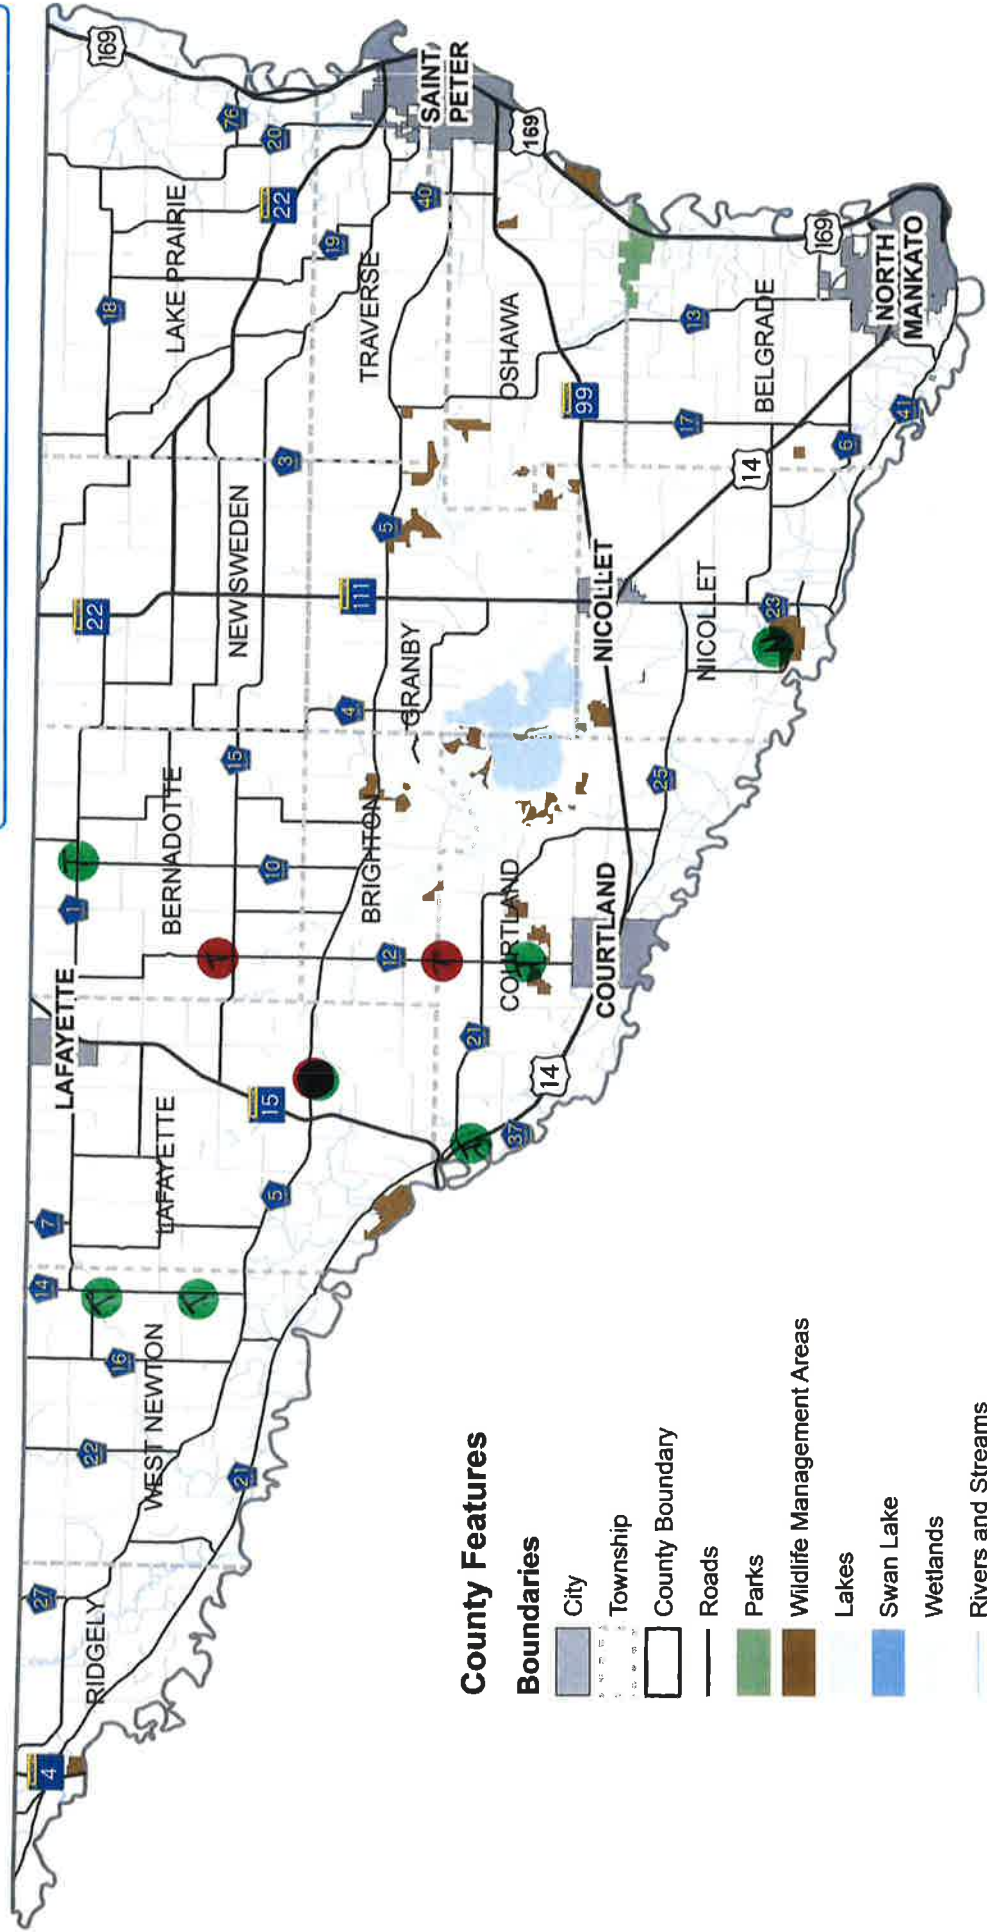 169
76
20
SAINT
PETER
169
22
LAKE PRAIRIE
18
19
TRAVERSE
40
OSHAWA
169
NORTH
MANKATO
13
BELGRADE
99
17
41
6
14
3
NEW SWEDEN
5
22
111
NICOLLET
NICOLLET
23
GRANBY
4
15
25
BERNADOTTE
BRIGHTON
10
1
12
COURTLAND
COURTLAND
LAFAYETTE
21
14
15
37
LAFAYETTE
5
7
14
16
WEST NEWTON
22
21
27
RIDGELY
4
County Features
Boundaries
City
Township
County Boundary
Roads
Parks
Wildlife Management Areas
Lakes
Swan Lake
Wetlands
Rivers and Streams